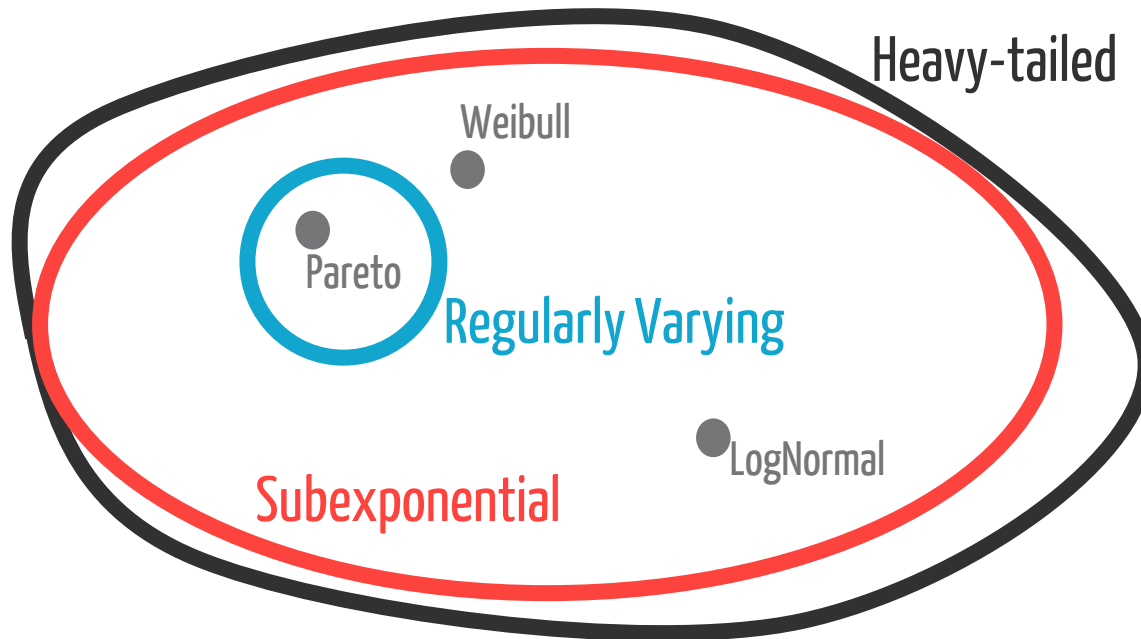 Heavy-tailed
Weibull
Pareto
Regularly Varying
LogNormal
Subexponential